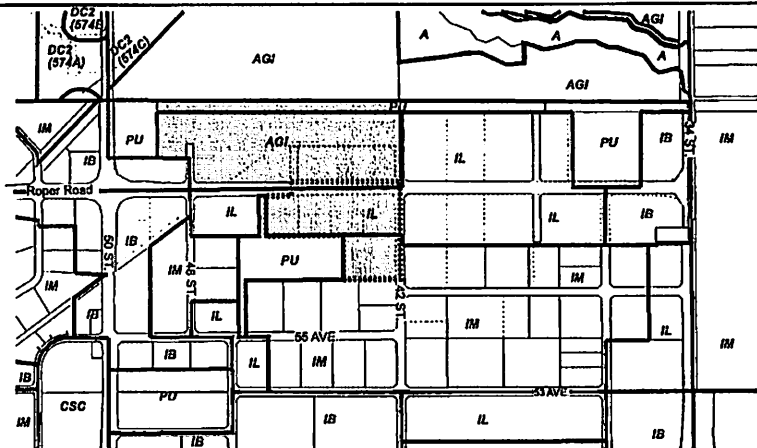 DC2
(574B)
DC2
(574A)
DC2
(574C)
AGI
A
AGI
A
A
AGI
IM
PU
IB
AGI
IL
PU
IB
34 ST
IM
Roper Road
IL
IL
IL
IB
50 ST
IB
IM
48 ST
PU
IM
IM
42 ST
IM
IB
IL
IL
55 AVE
IB
IL
IM
IM
IB
CSC
PU
53 AVE
IM
IB
IL
IB
IB